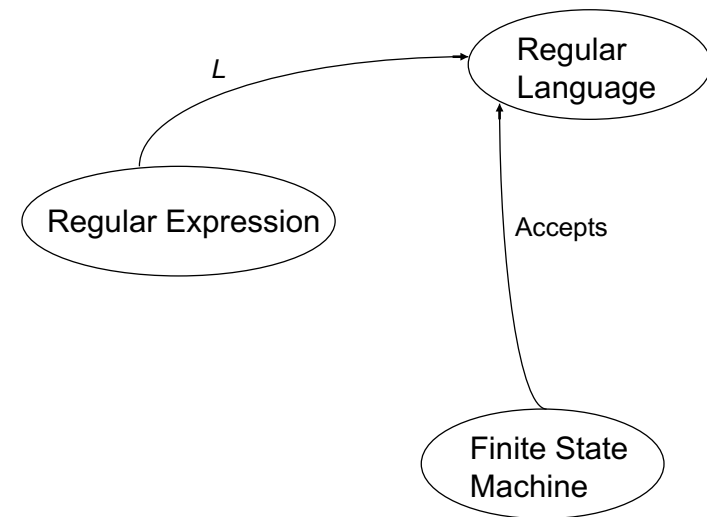 Regular
Language
L
Regular Expression
Accepts
Finite State
Machine